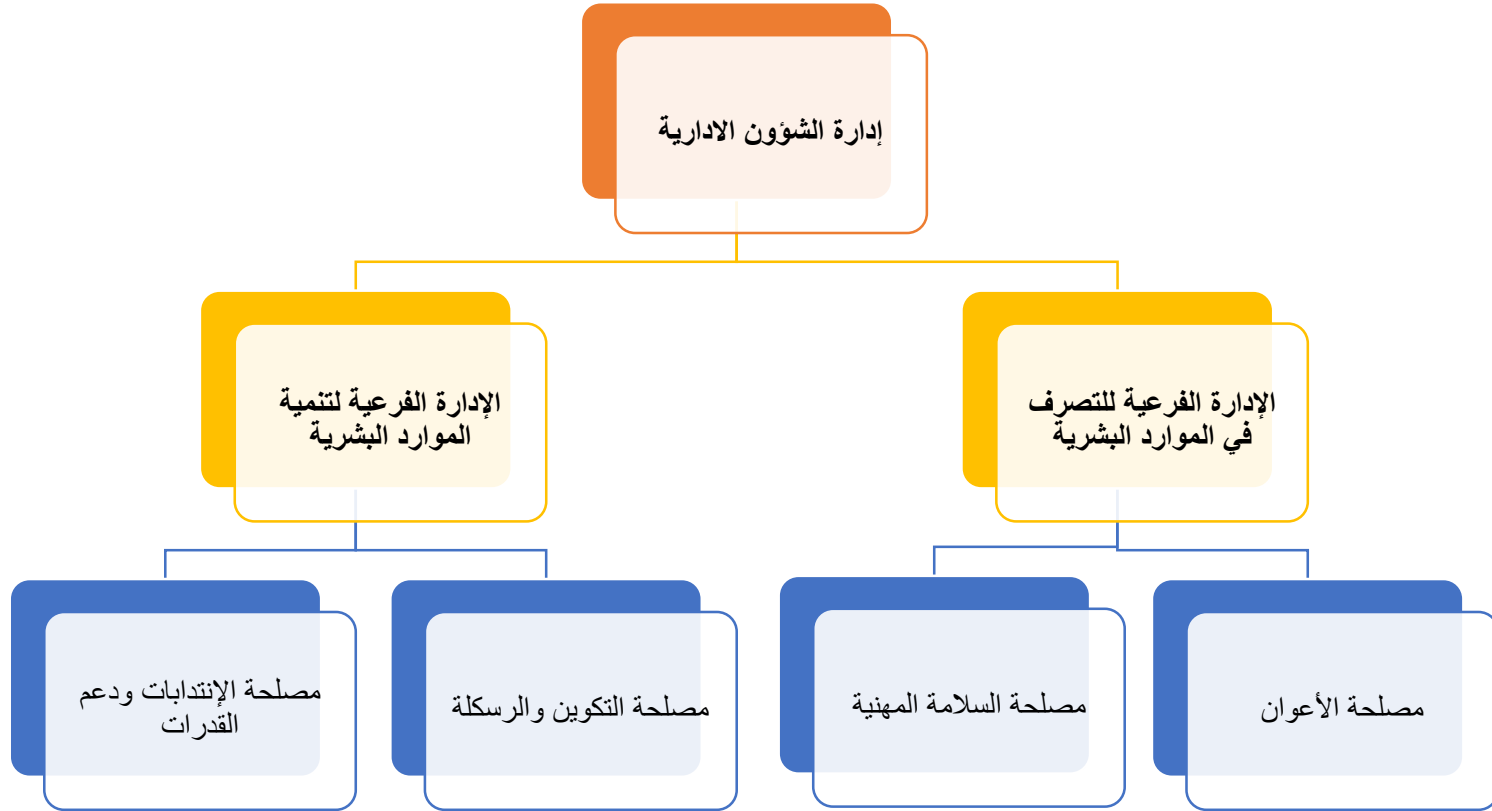 إدارة الشؤون الادارية
الإدارة الفرعية للتصرف
في الموارد البشرية
الإدارة الفرعية لتنمية
الموارد البشرية
مصلحة الأعوان
مصلحة السلامة المهنية
مصلحة التكوين والرسكلة
مصلحة الإنتدابات ودعم
القدرات